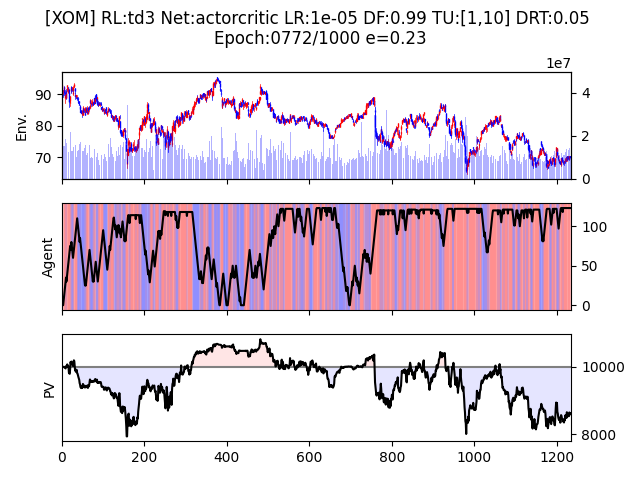 [XOM] RL:td3 Net:actorcritic LR:1e-05 DF:0.99 TU:[1,10] DRT:0.05
Epoch:0772/1000 e=0.23
1e7
Env.
90
80
70
4
2
0
Agent
100
50
0
PV
10000
8000
0 200 400 600 800 1000 1200